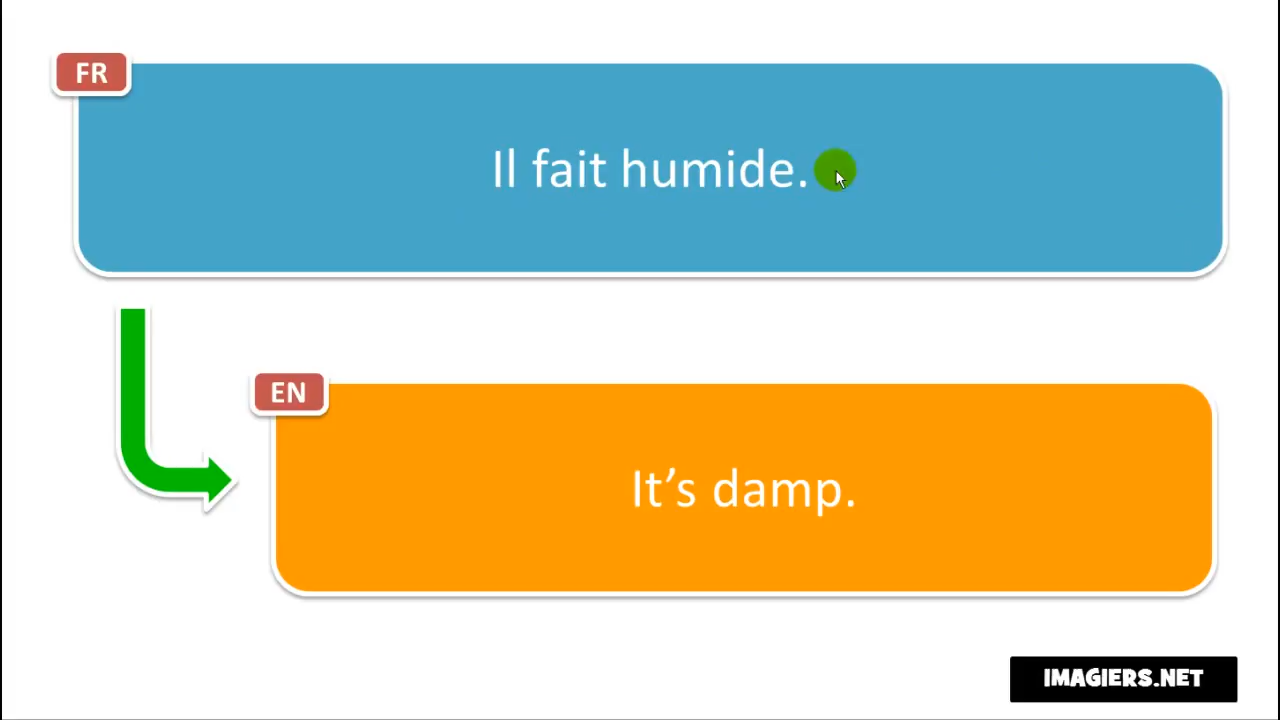 FR
Il fait humide.
EN
It’s damp.
IMAGIERS.NET